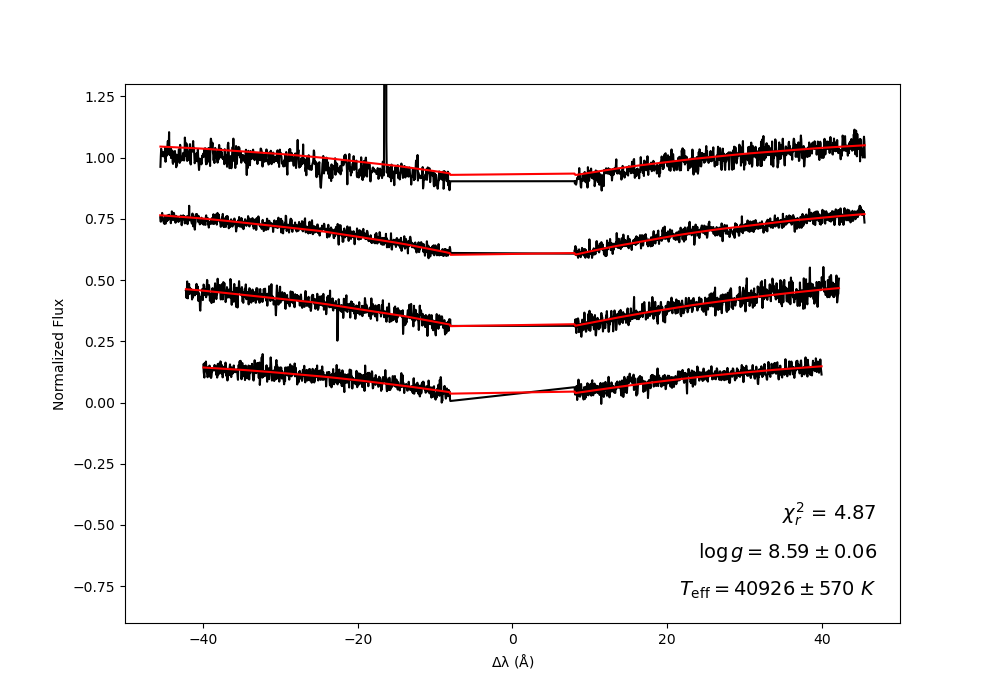 1.25
1.00
0.75
0.50
0.25
0.00
−0.25
−0.50
−0.75
Normalized Flux
χ²ᵣ = 4.87
log g = 8.59 ± 0.06
T_eff = 40926 ± 570 K
−40 −20 0 20 40
Δλ (Å)